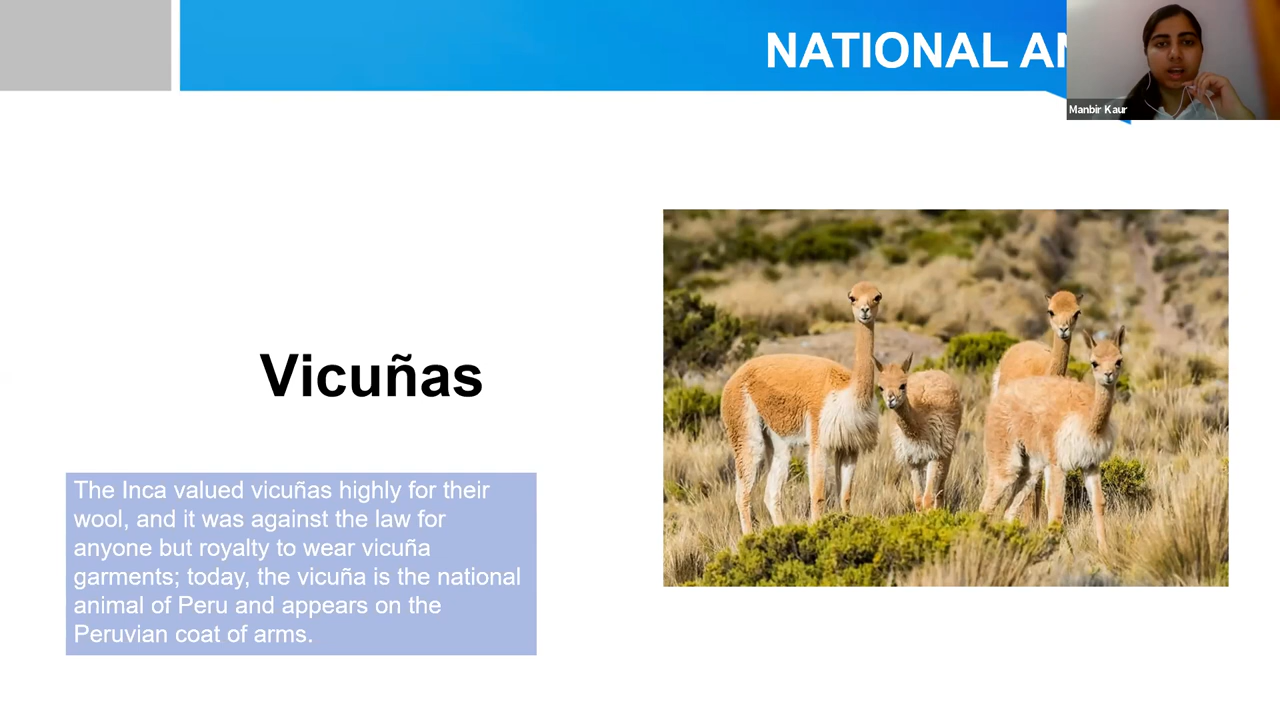 NATIONAL
Manbir Kaur
Vicuñas
The Inca valued vicuñas highly for their
wool, and it was against the law for
anyone but royalty to wear vicuña
garments; today, the vicuña is the national
animal of Peru and appears on the
Peruvian coat of arms.